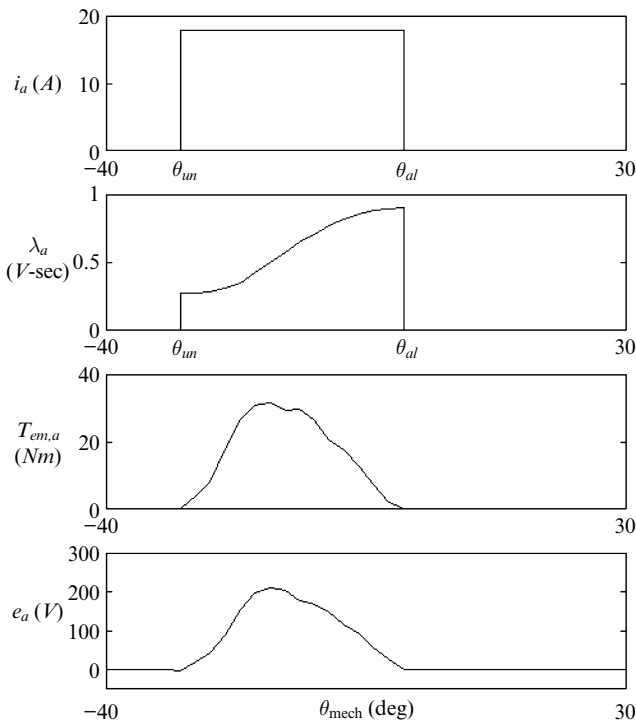 20
i_a (A)
10
0
−40
θ_un
θ_al
30
1
λ_a
(V-sec)
0.5
0
−40
θ_un
θ_al
30
40
T_em,a
(Nm)
20
0
−40
30
300
200
e_a (V)
100
0
−40
θ_mech (deg)
30